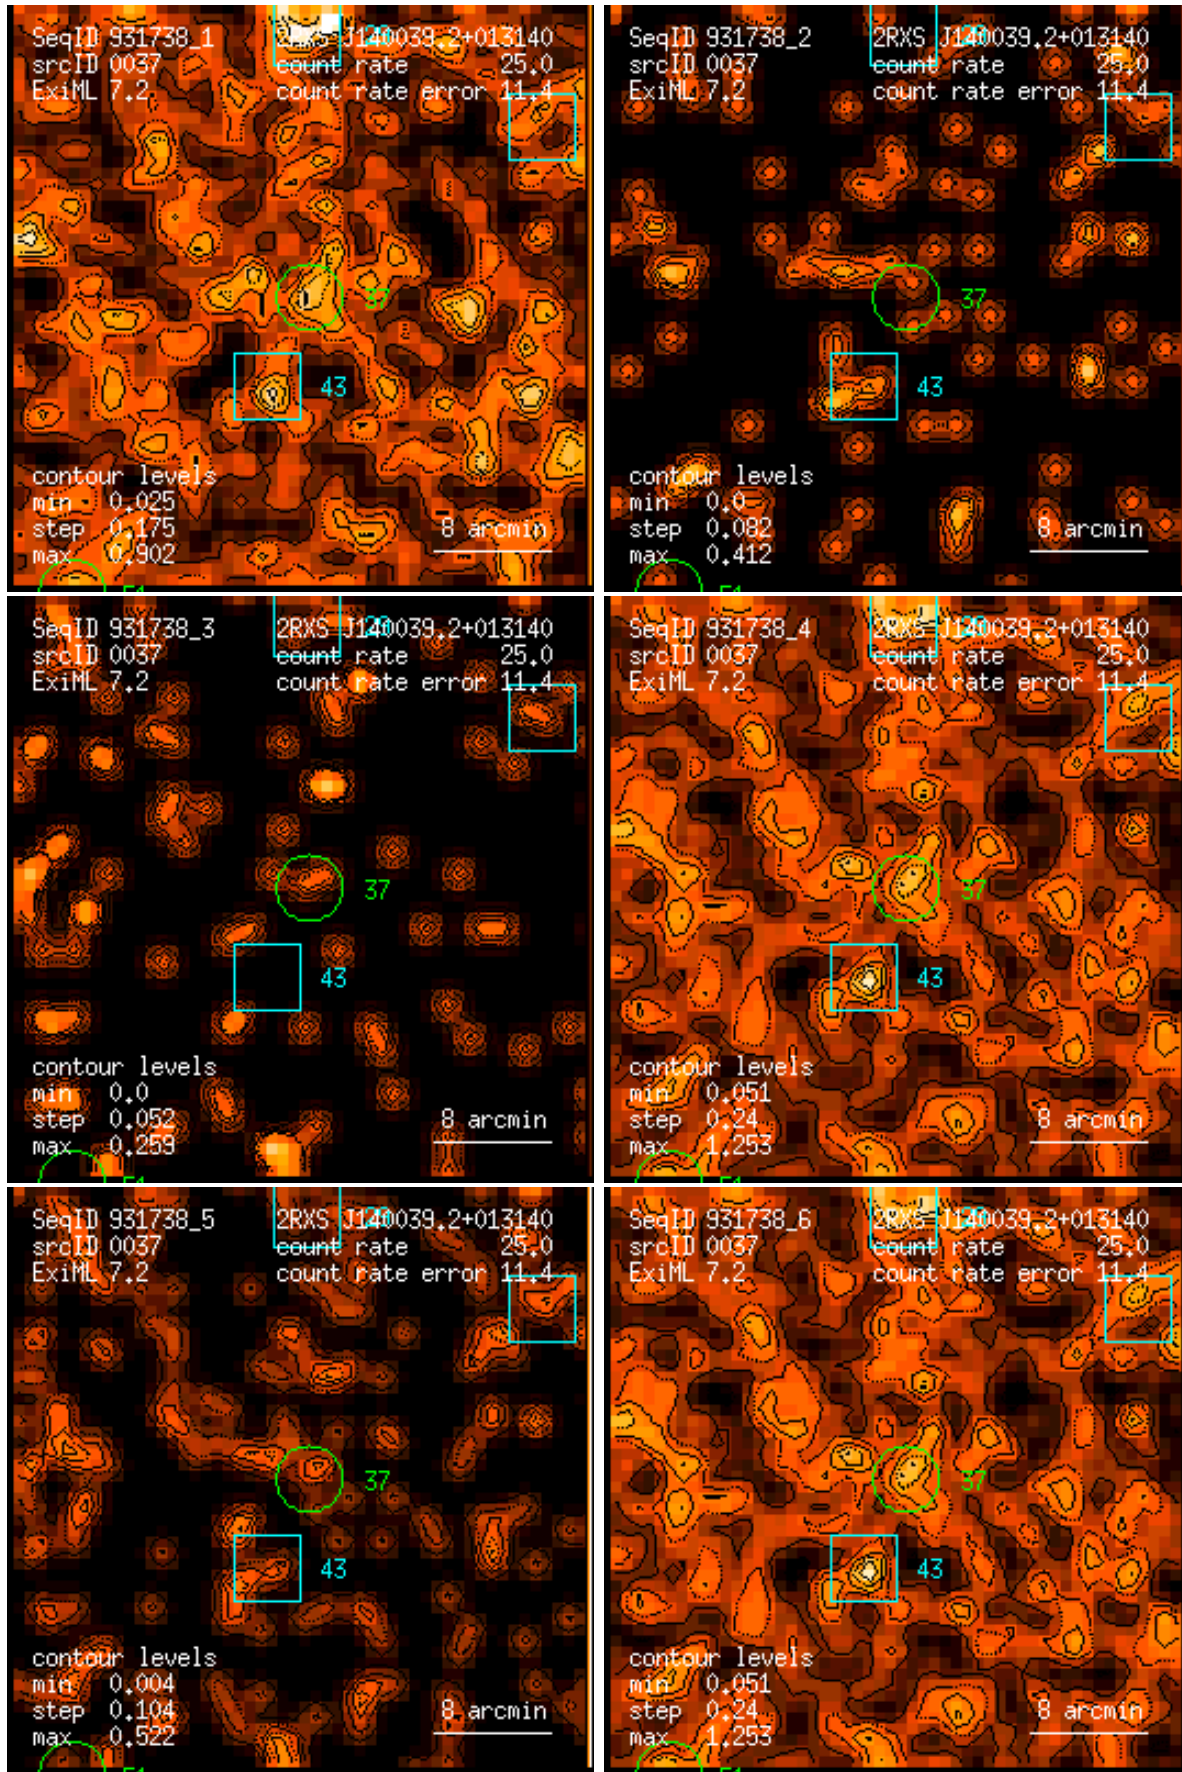 SeqID 931738_1 2RXS J140039.2+013140
srcID 0037 count rate 25.0
ExiML 7.2 count rate error 11.4
37
43
contour levels
min 0.025
step 0.175
max 0.902
8 arcmin
SeqID 931738_2 2RXS J140039.2+013140
srcID 0037 count rate 25.0
ExiML 7.2 count rate error 11.4
37
43
contour levels
min 0.0
step 0.082
max 0.412
8 arcmin
SeqID 931738_3 2RXS J140039.2+013140
srcID 0037 count rate 25.0
ExiML 7.2 count rate error 11.4
37
43
contour levels
min 0.0
step 0.052
max 0.259
8 arcmin
SeqID 931738_4 2RXS J140039.2+013140
srcID 0037 count rate 25.0
ExiML 7.2 count rate error 11.4
37
43
contour levels
min 0.051
step 0.24
max 1.253
8 arcmin
SeqID 931738_5 2RXS J140039.2+013140
srcID 0037 count rate 25.0
ExiML 7.2 count rate error 11.4
37
43
contour levels
min 0.004
step 0.104
max 0.522
8 arcmin
SeqID 931738_6 2RXS J140039.2+013140
srcID 0037 count rate 25.0
ExiML 7.2 count rate error 11.4
37
43
contour levels
min 0.051
step 0.24
max 1.253
8 arcmin